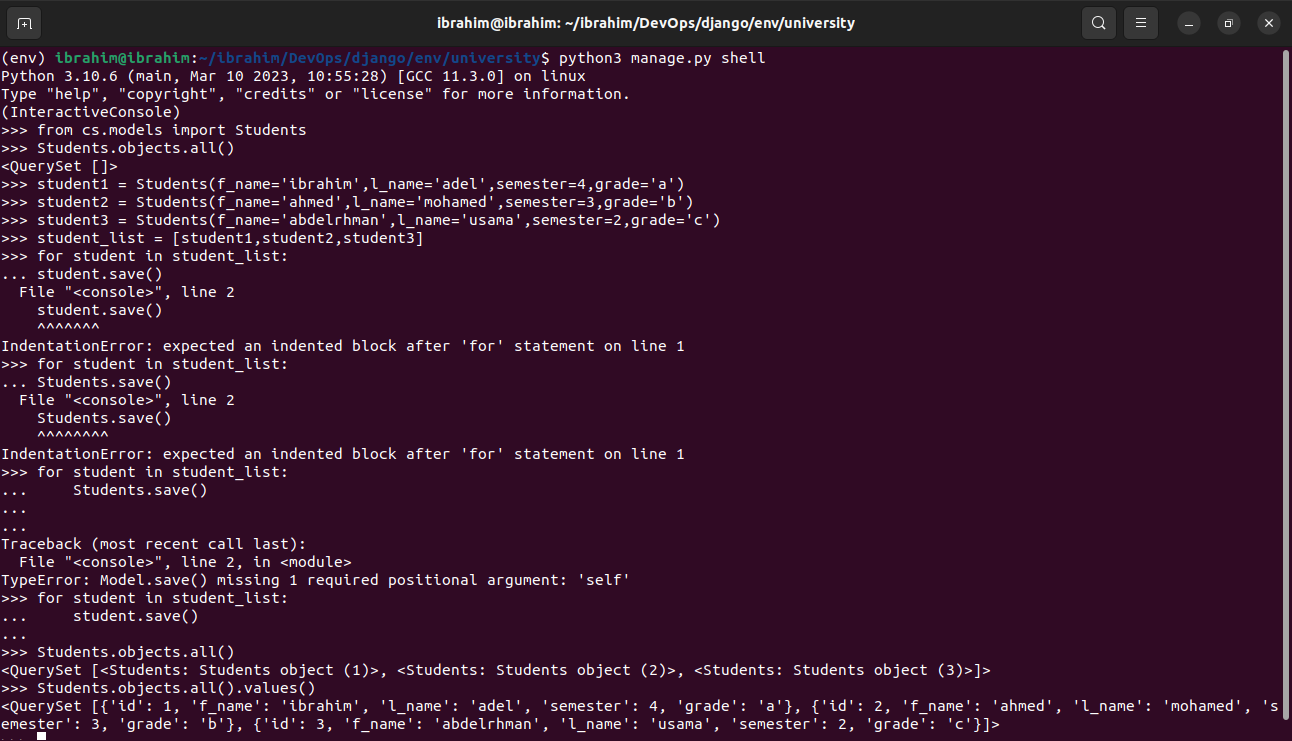 ibrahim@ibrahim: ~/ibrahim/DevOps/django/env/university
(env) ibrahim@ibrahim:~/ibrahim/DevOps/django/env/university$ python3 manage.py shell
Python 3.10.6 (main, Mar 10 2023, 10:55:28) [GCC 11.3.0] on linux
Type "help", "copyright", "credits" or "license" for more information.
(InteractiveConsole)
>>> from cs.models import Students
>>> Students.objects.all()
<QuerySet []>
>>> student1 = Students(f_name='ibrahim',l_name='adel',semester=4,grade='a')
>>> student2 = Students(f_name='ahmed',l_name='mohamed',semester=3,grade='b')
>>> student3 = Students(f_name='abdelrhman',l_name='usama',semester=2,grade='c')
>>> student_list = [student1,student2,student3]
>>> for student in student_list:
... student.save()
  File "<console>", line 2
    student.save()
    ^^^^^^^
IndentationError: expected an indented block after 'for' statement on line 1
>>> for student in student_list:
... Students.save()
  File "<console>", line 2
    Students.save()
    ^^^^^^^^
IndentationError: expected an indented block after 'for' statement on line 1
>>> for student in student_list:
...     Students.save()
...
...
Traceback (most recent call last):
  File "<console>", line 2, in <module>
TypeError: Model.save() missing 1 required positional argument: 'self'
>>> for student in student_list:
...     student.save()
...
>>> Students.objects.all()
<QuerySet [<Students: Students object (1)>, <Students: Students object (2)>, <Students: Students object (3)>]>
>>> Students.objects.all().values()
<QuerySet [{'id': 1, 'f_name': 'ibrahim', 'l_name': 'adel', 'semester': 4, 'grade': 'a'}, {'id': 2, 'f_name': 'ahmed', 'l_name': 'mohamed', 's
emester': 3, 'grade': 'b'}, {'id': 3, 'f_name': 'abdelrhman', 'l_name': 'usama', 'semester': 2, 'grade': 'c'}]>
>>>